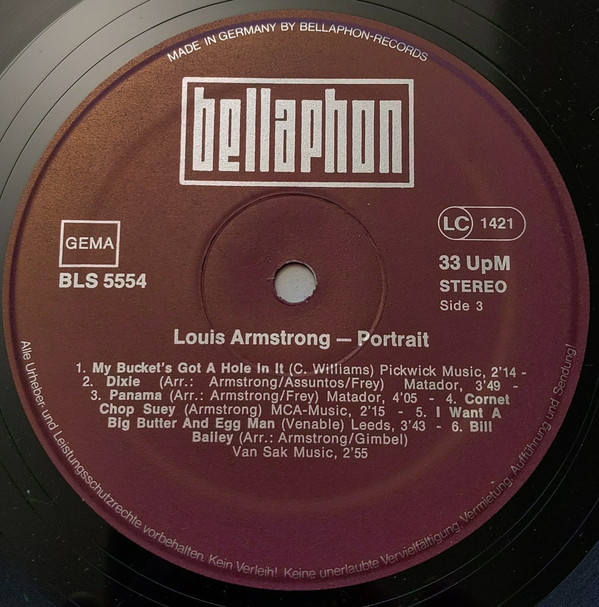 MADE IN GERMANY BY BELLAPHON-RECORDS
bellaphon
GEMA
BLS 5554
LC 1421
33 UpM
STEREO
Side 3
Louis Armstrong — Portrait
1. My Bucket's Got A Hole In It (C. Williams) Pickwick Music, 2'14 -
2. Dixie (Arr.: Armstrong/Assuntos/Frey) Matador, 3'49 -
3. Panama (Arr.: Armstrong/Frey) Matador, 4'05 - 4. Cornet
Chop Suey (Armstrong) MCA-Music, 2'15 - 5. I Want A
Big Butter And Egg Man (Venable) Leeds, 3'43 - 6. Bill
Bailey (Arr.: Armstrong/Gimbel)
Van Sak Music, 2'55
Alle Urheber und Leistungsschutzrechte vorbehalten. Kein Verleih! Keine unerlaubte Vervielfältigung, Vermietung, Aufführung und Sendung!